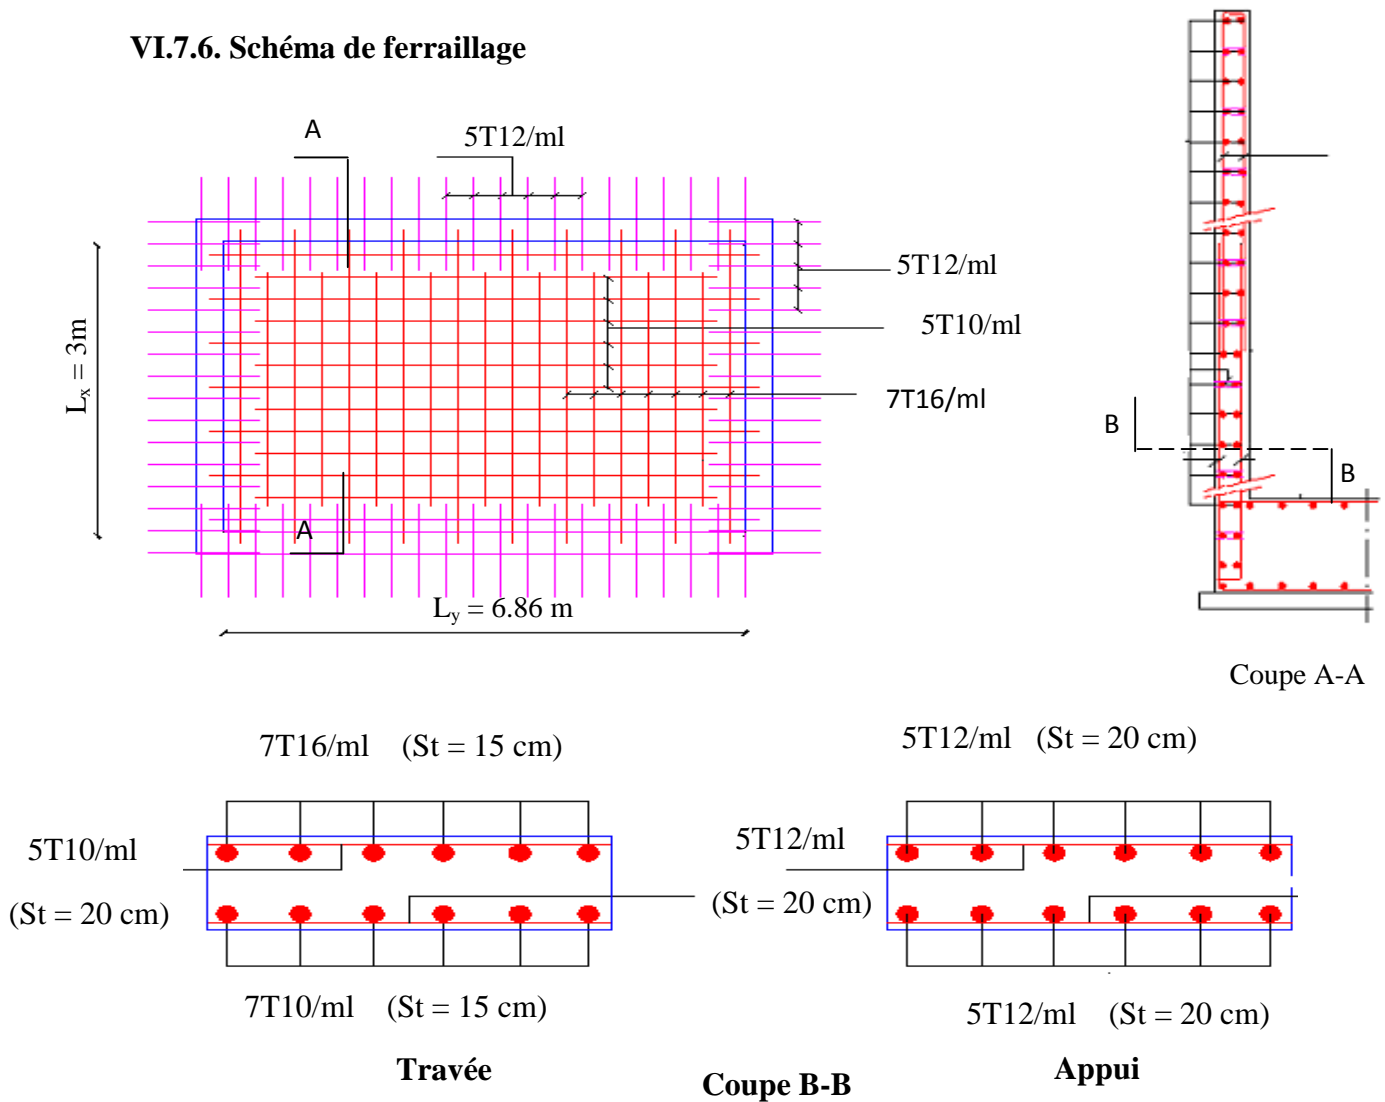 VI.7.6. Schéma de ferraillage
A
5T12/ml
5T12/ml
5T10/ml
7T16/ml
Lx = 3m
A
Ly = 6.86 m
B
B
Coupe A-A
7T16/ml (St = 15 cm)
5T10/ml
(St = 20 cm)
7T10/ml (St = 15 cm)
Travée
5T12/ml (St = 20 cm)
5T12/ml
(St = 20 cm)
5T12/ml (St = 20 cm)
Appui
Coupe B-B